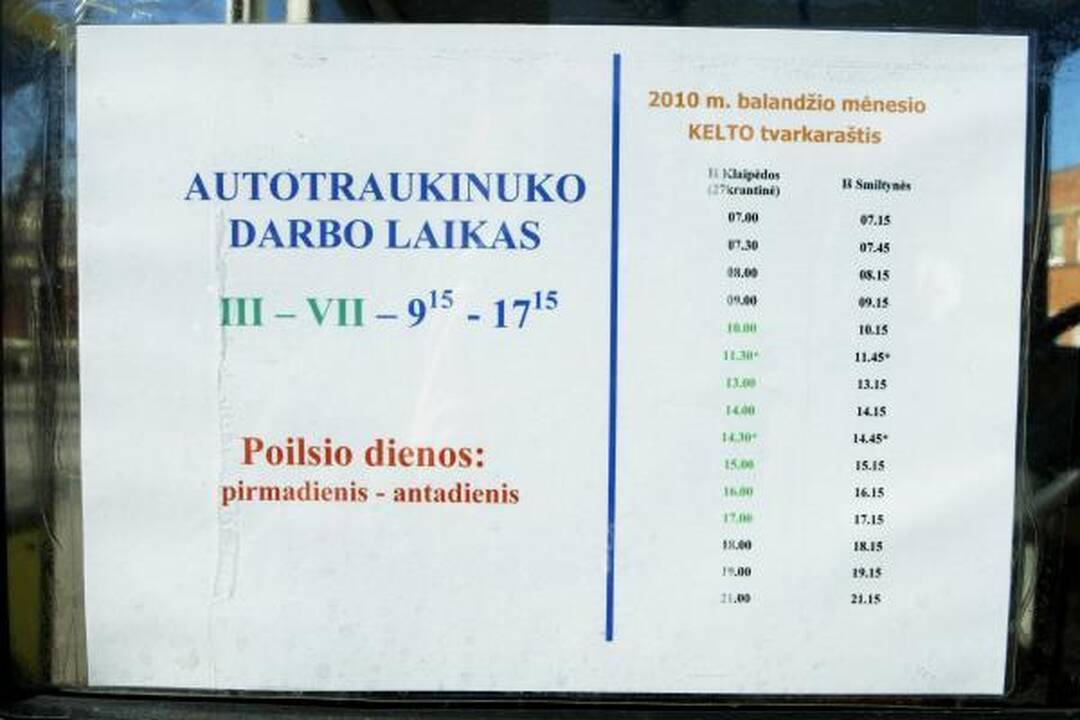 AUTOTRAUKINUKO
DARBO LAIKAS
III – VII – 9¹⁵ - 17¹⁵
Poilsio dienos:
pirmadienis - antadienis
2010 m. balandžio mėnesio
KELTO tvarkaraštis
Iš Klaipėdos
(27krantinė) Iš Smiltynės
07.00 07.15
07.30 07.45
08.00 08.15
09.00 09.15
10.00 10.15
11.30* 11.45*
13.00 13.15
14.00 14.15
14.30* 14.45*
15.00 15.15
16.00 16.15
17.00 17.15
18.00 18.15
19.00 19.15
21.00 21.15